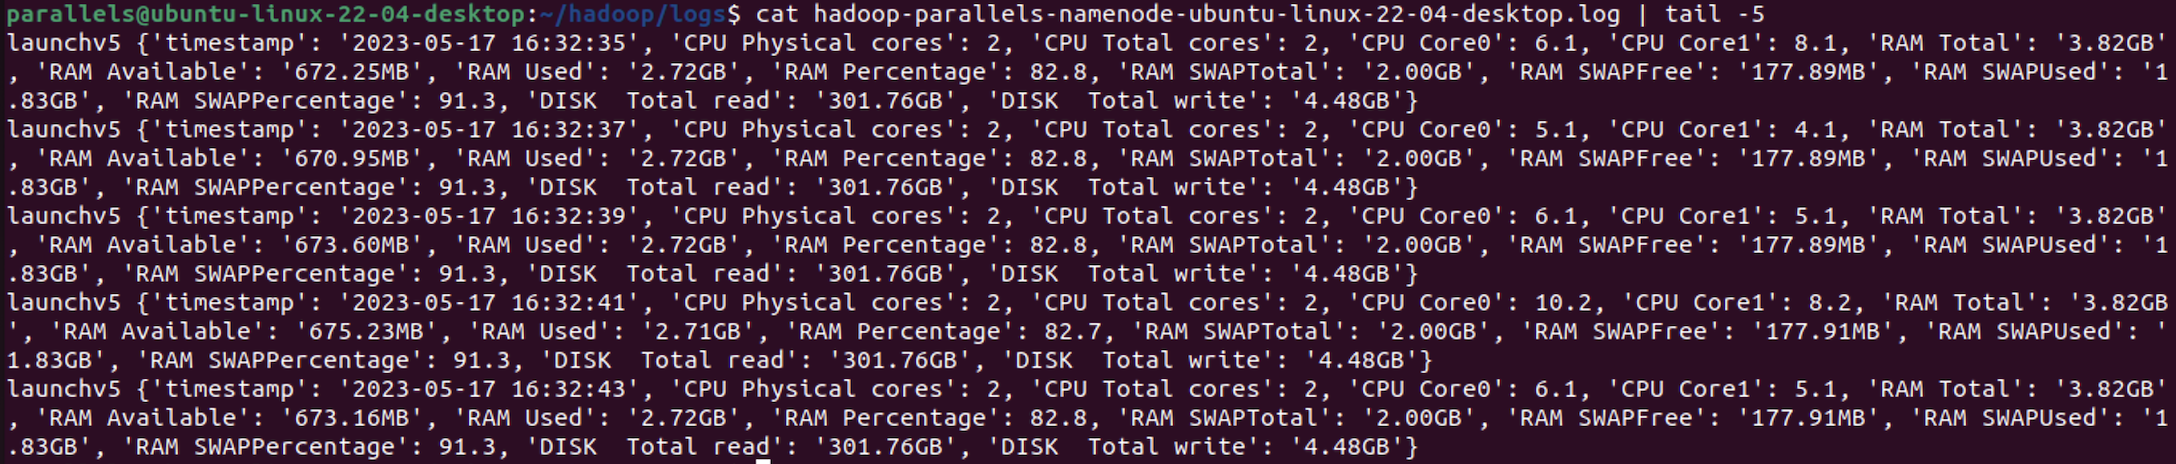 parallels@ubuntu-linux-22-04-desktop:~/hadoop/logs$ cat hadoop-parallels-namenode-ubuntu-linux-22-04-desktop.log | tail -5
launchv5 {'timestamp': '2023-05-17 16:32:35', 'CPU Physical cores': 2, 'CPU Total cores': 2, 'CPU Core0': 6.1, 'CPU Core1': 8.1, 'RAM Total': '3.82GB'
, 'RAM Available': '672.25MB', 'RAM Used': '2.72GB', 'RAM Percentage': 82.8, 'RAM SWAPTotal': '2.00GB', 'RAM SWAPFree': '177.89MB', 'RAM SWAPUsed': '1
.83GB', 'RAM SWAPPercentage': 91.3, 'DISK  Total read': '301.76GB', 'DISK  Total write': '4.48GB'}
launchv5 {'timestamp': '2023-05-17 16:32:37', 'CPU Physical cores': 2, 'CPU Total cores': 2, 'CPU Core0': 5.1, 'CPU Core1': 4.1, 'RAM Total': '3.82GB'
, 'RAM Available': '670.95MB', 'RAM Used': '2.72GB', 'RAM Percentage': 82.8, 'RAM SWAPTotal': '2.00GB', 'RAM SWAPFree': '177.89MB', 'RAM SWAPUsed': '1
.83GB', 'RAM SWAPPercentage': 91.3, 'DISK  Total read': '301.76GB', 'DISK  Total write': '4.48GB'}
launchv5 {'timestamp': '2023-05-17 16:32:39', 'CPU Physical cores': 2, 'CPU Total cores': 2, 'CPU Core0': 6.1, 'CPU Core1': 5.1, 'RAM Total': '3.82GB'
, 'RAM Available': '673.60MB', 'RAM Used': '2.72GB', 'RAM Percentage': 82.8, 'RAM SWAPTotal': '2.00GB', 'RAM SWAPFree': '177.89MB', 'RAM SWAPUsed': '1
.83GB', 'RAM SWAPPercentage': 91.3, 'DISK  Total read': '301.76GB', 'DISK  Total write': '4.48GB'}
launchv5 {'timestamp': '2023-05-17 16:32:41', 'CPU Physical cores': 2, 'CPU Total cores': 2, 'CPU Core0': 10.2, 'CPU Core1': 8.2, 'RAM Total': '3.82GB
', 'RAM Available': '675.23MB', 'RAM Used': '2.71GB', 'RAM Percentage': 82.7, 'RAM SWAPTotal': '2.00GB', 'RAM SWAPFree': '177.91MB', 'RAM SWAPUsed': '
1.83GB', 'RAM SWAPPercentage': 91.3, 'DISK  Total read': '301.76GB', 'DISK  Total write': '4.48GB'}
launchv5 {'timestamp': '2023-05-17 16:32:43', 'CPU Physical cores': 2, 'CPU Total cores': 2, 'CPU Core0': 6.1, 'CPU Core1': 5.1, 'RAM Total': '3.82GB'
, 'RAM Available': '673.16MB', 'RAM Used': '2.72GB', 'RAM Percentage': 82.8, 'RAM SWAPTotal': '2.00GB', 'RAM SWAPFree': '177.91MB', 'RAM SWAPUsed': '1
.83GB', 'RAM SWAPPercentage': 91.3, 'DISK  Total read': '301.76GB', 'DISK  Total write': '4.48GB'}